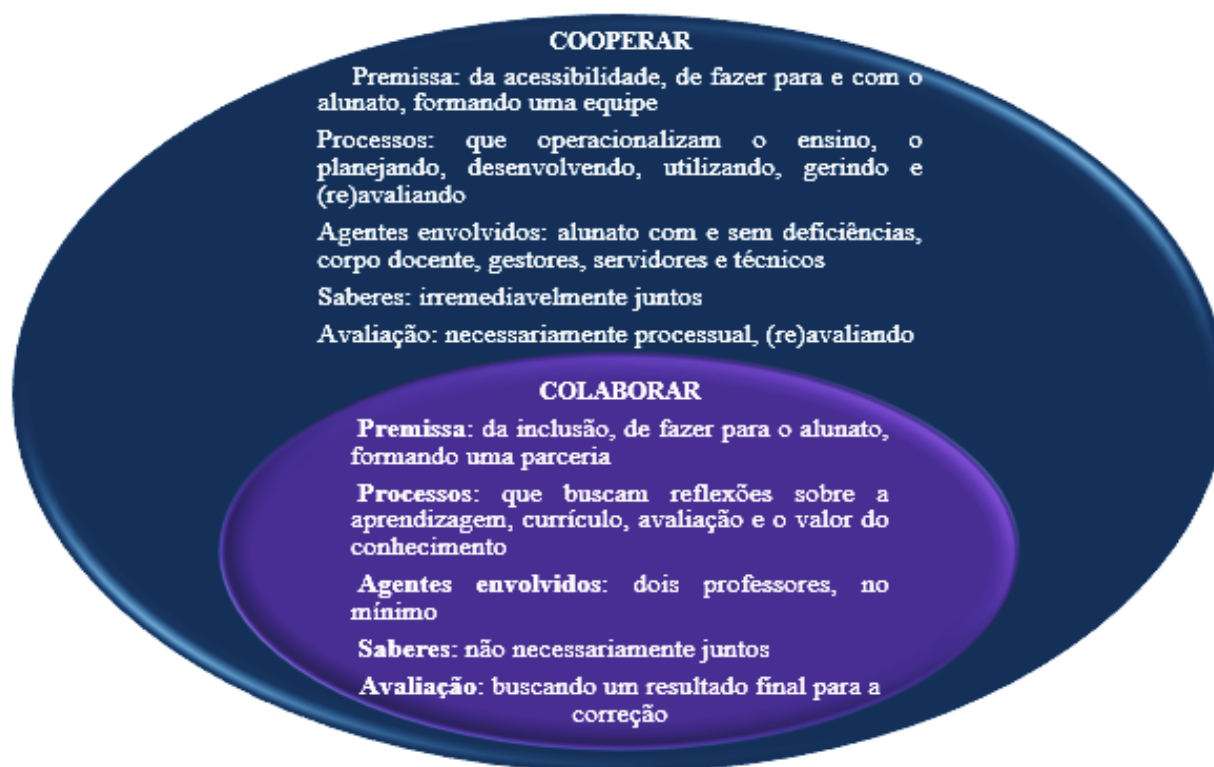 COOPERAR
Premissa: da acessibilidade, de fazer para e com o
alunato, formando uma equipe
Processos: que operacionalizam o ensino, o
planejando, desenvolvendo, utilizando, gerindo e
(re)avaliando
Agentes envolvidos: alunato com e sem deficiências,
corpo docente, gestores, servidores e técnicos
Saberes: irremediavelmente juntos
Avaliação: necessariamente processual, (re)avaliando
COLABORAR
Premissa: da inclusão, de fazer para o alunato,
formando uma parceria
Processos: que buscam reflexões sobre a
aprendizagem, currículo, avaliação e o valor do
conhecimento
Agentes envolvidos: dois professores, no
mínimo
Saberes: não necessariamente juntos
Avaliação: buscando um resultado final para a
correção